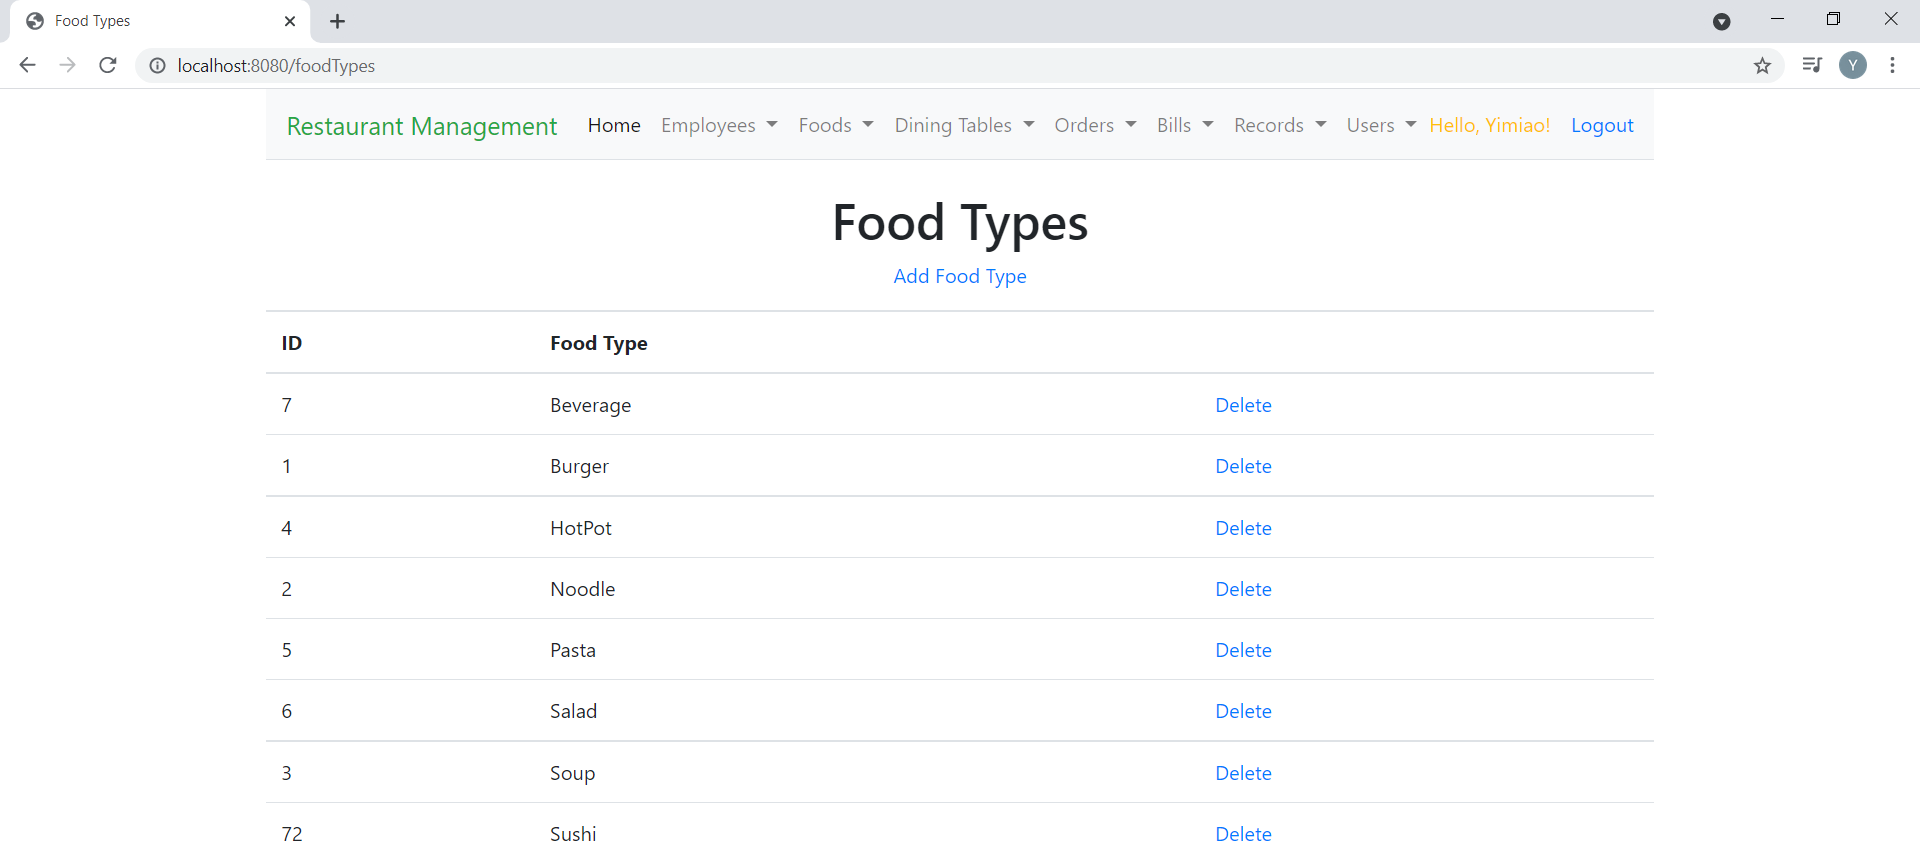 Food Types
localhost:8080/foodTypes
Y
Restaurant Management Home Employees Foods Dining Tables Orders Bills Records Users Hello, Yimiao! Logout
Food Types
Add Food Type
ID Food Type
7 Beverage Delete
1 Burger Delete
4 HotPot Delete
2 Noodle Delete
5 Pasta Delete
6 Salad Delete
3 Soup Delete
72 Sushi Delete